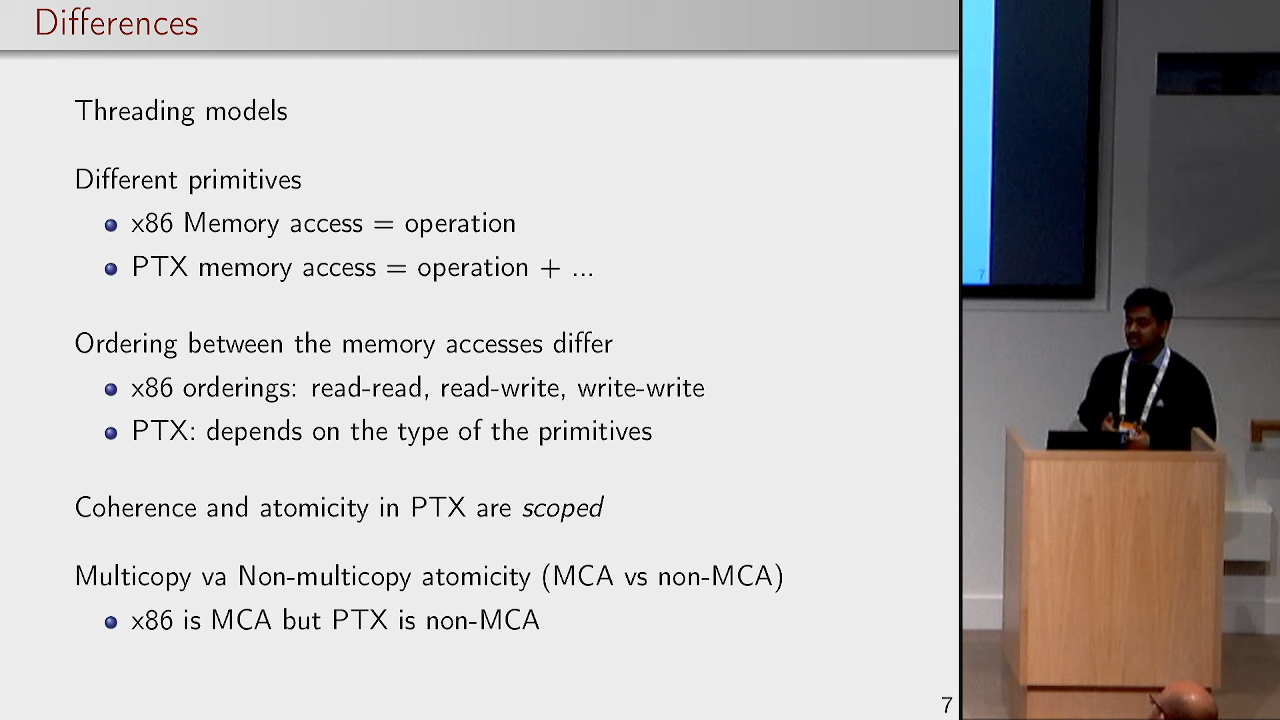 Differences
Threading models
Different primitives
x86 Memory access = operation
PTX memory access = operation + ...
Ordering between the memory accesses differ
x86 orderings: read-read, read-write, write-write
PTX: depends on the type of the primitives
Coherence and atomicity in PTX are scoped
Multicopy va Non-multicopy atomicity (MCA vs non-MCA)
x86 is MCA but PTX is non-MCA
7
7